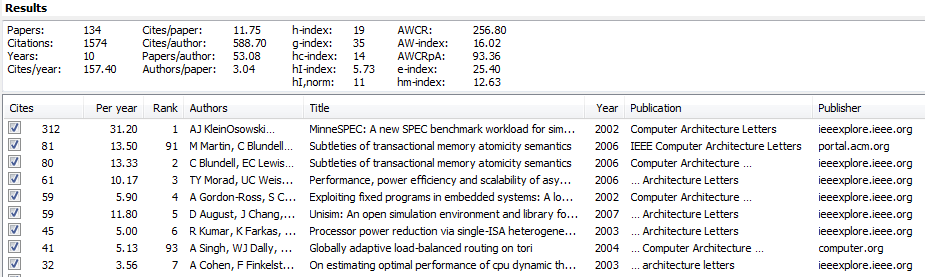 Results
Papers: 134 Cites/paper: 11.75 h-index: 19 AWCR: 256.80
Citations: 1574 Cites/author: 588.70 g-index: 35 AW-index: 16.02
Years: 10 Papers/author: 53.08 hc-index: 14 AWCRpA: 93.36
Cites/year: 157.40 Authors/paper: 3.04 hI-index: 5.73 e-index: 25.40
hI,norm: 11 hm-index: 12.63
Cites Per year Rank Authors Title Year Publication Publisher
312 31.20 1 AJ KleinOsowski... MinneSPEC: A new SPEC benchmark workload for sim... 2002 Computer Architecture Letters ieeexplore.ieee.org
81 13.50 91 M Martin, C Blundell... Subtleties of transactional memory atomicity semantics 2006 IEEE Computer Architecture Letters portal.acm.org
80 13.33 2 C Blundell, EC Lewis... Subtleties of transactional memory atomicity semantics 2006 Computer Architecture ... ieeexplore.ieee.org
61 10.17 3 TY Morad, UC Weis... Performance, power efficiency and scalability of asy... 2006 ... Architecture Letters ieeexplore.ieee.org
59 5.90 4 A Gordon-Ross, S C... Exploiting fixed programs in embedded systems: A lo... 2002 Computer Architecture ... ieeexplore.ieee.org
59 11.80 5 D August, J Chang,... Unisim: An open simulation environment and library fo... 2007 ... Architecture Letters ieeexplore.ieee.org
45 5.00 6 R Kumar, K Farkas, ... Processor power reduction via single-ISA heterogene... 2003 ... Architecture Letters ieeexplore.ieee.org
41 5.13 93 A Singh, WJ Dally, ... Globally adaptive load-balanced routing on tori 2004 ... Computer Architecture ... computer.org
32 3.56 7 A Cohen, F Finkelst... On estimating optimal performance of cpu dynamic th... 2003 ... architecture letters ieeexplore.ieee.org